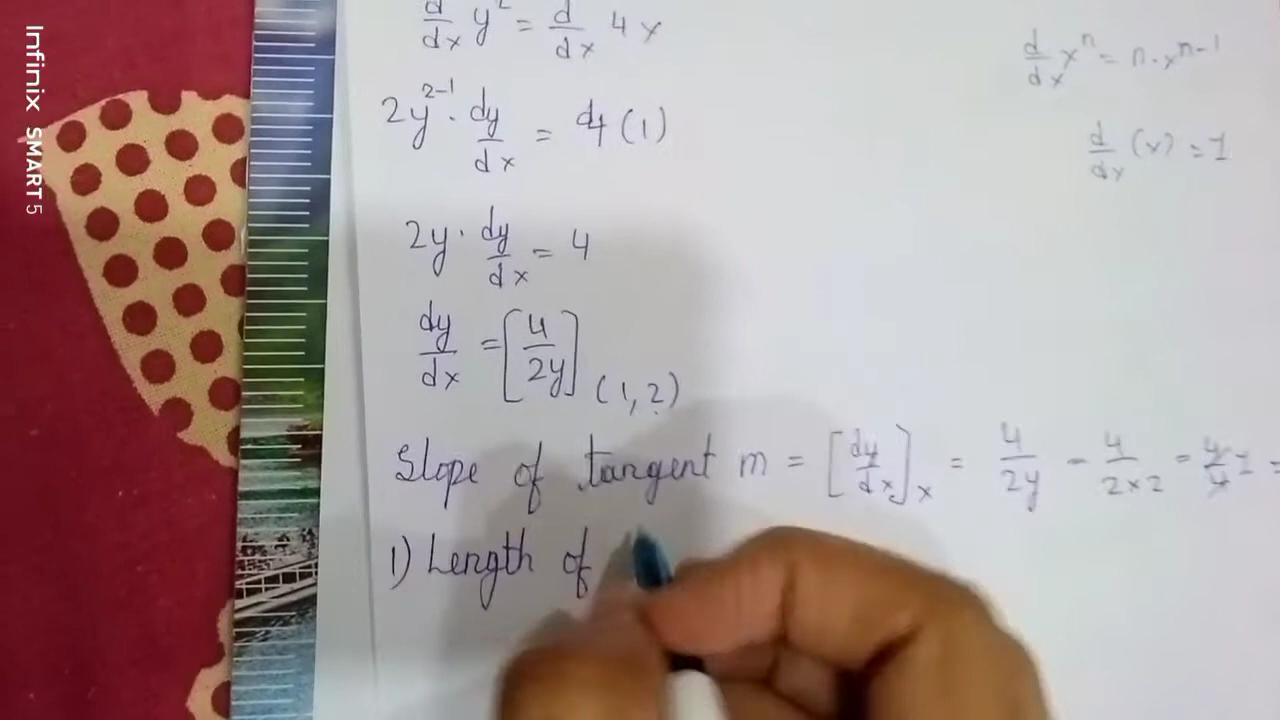 Infinix SMART 5
d/dx y² = d/dx 4x
d/dx xⁿ = n·xⁿ⁻¹
2y²⁻¹ · dy/dx = 4(1)
d/dx (x) = 1
2y · dy/dx = 4
dy/dx = [4/2y] (1,2)
Slope of tangent m = [dy/dx]ₓ = 4/2y = 4/2×2 = 4/4 1 =
1) Length of